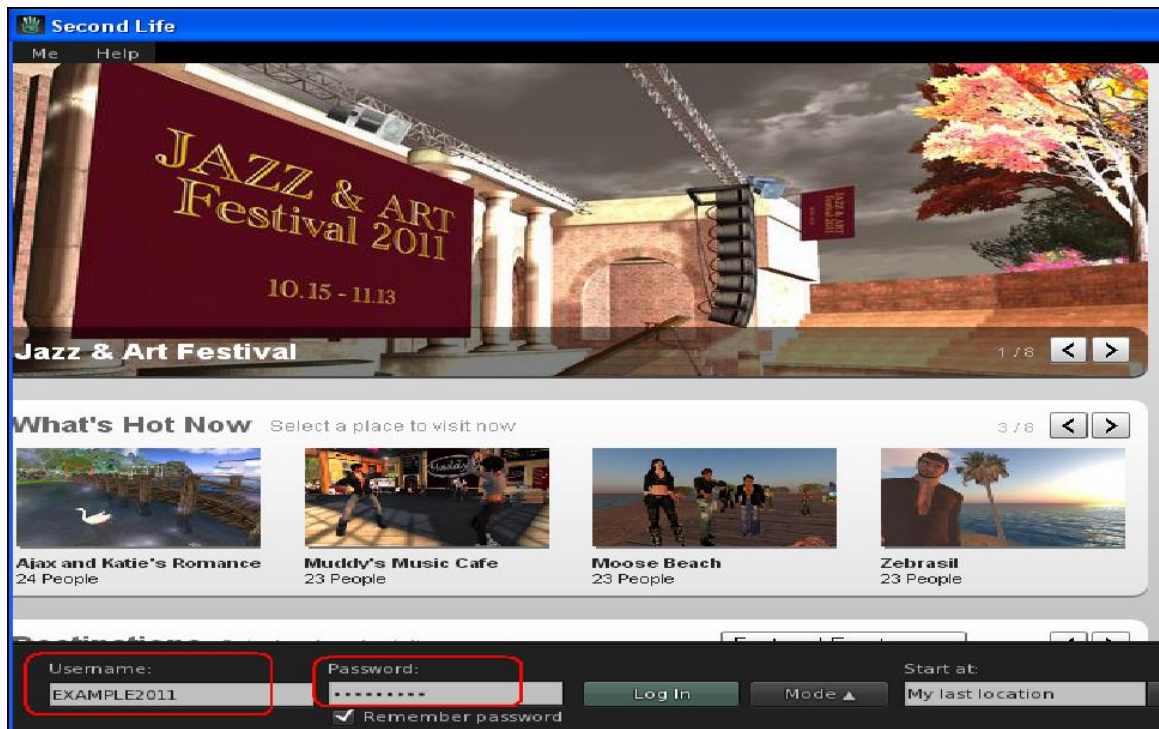 Second Life
Me Help
JAZZ & ART
Festival 2011
10.15 - 11.13
JAZZ & ART
Jazz & Art Festival
1 / 8 < >
What's Hot Now Select a place to visit now
3 / 8 < >
Muddy's
Ajax and Katie's Romance
24 People
Muddy's Music Cafe
23 People
Moose Beach
23 People
Zebrasil
23 People
Username: Password: Start at:
EXAMPLE2011 ••••••••• Log In Mode ▲ My last location
Remember password